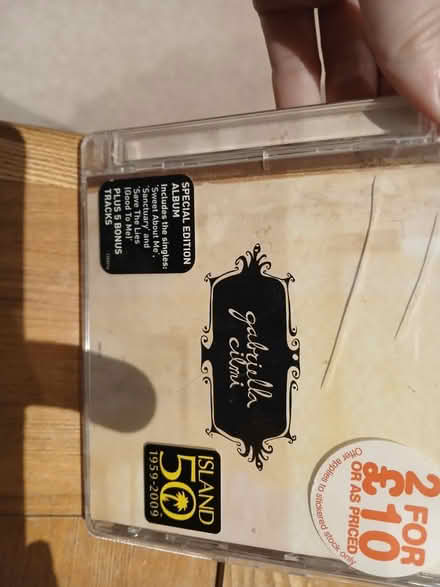 SPECIAL EDITION
ALBUM
Includes the singles:
'Sweet About Me',
'Sanctuary' and
'Save The Lies
(Good To Me)'
PLUS 5 BONUS
TRACKS
gabriella
cilmi
ISLAND
50
1959-2009
2 FOR
£10
OR AS PRICED
Offer applies to stickered stock only